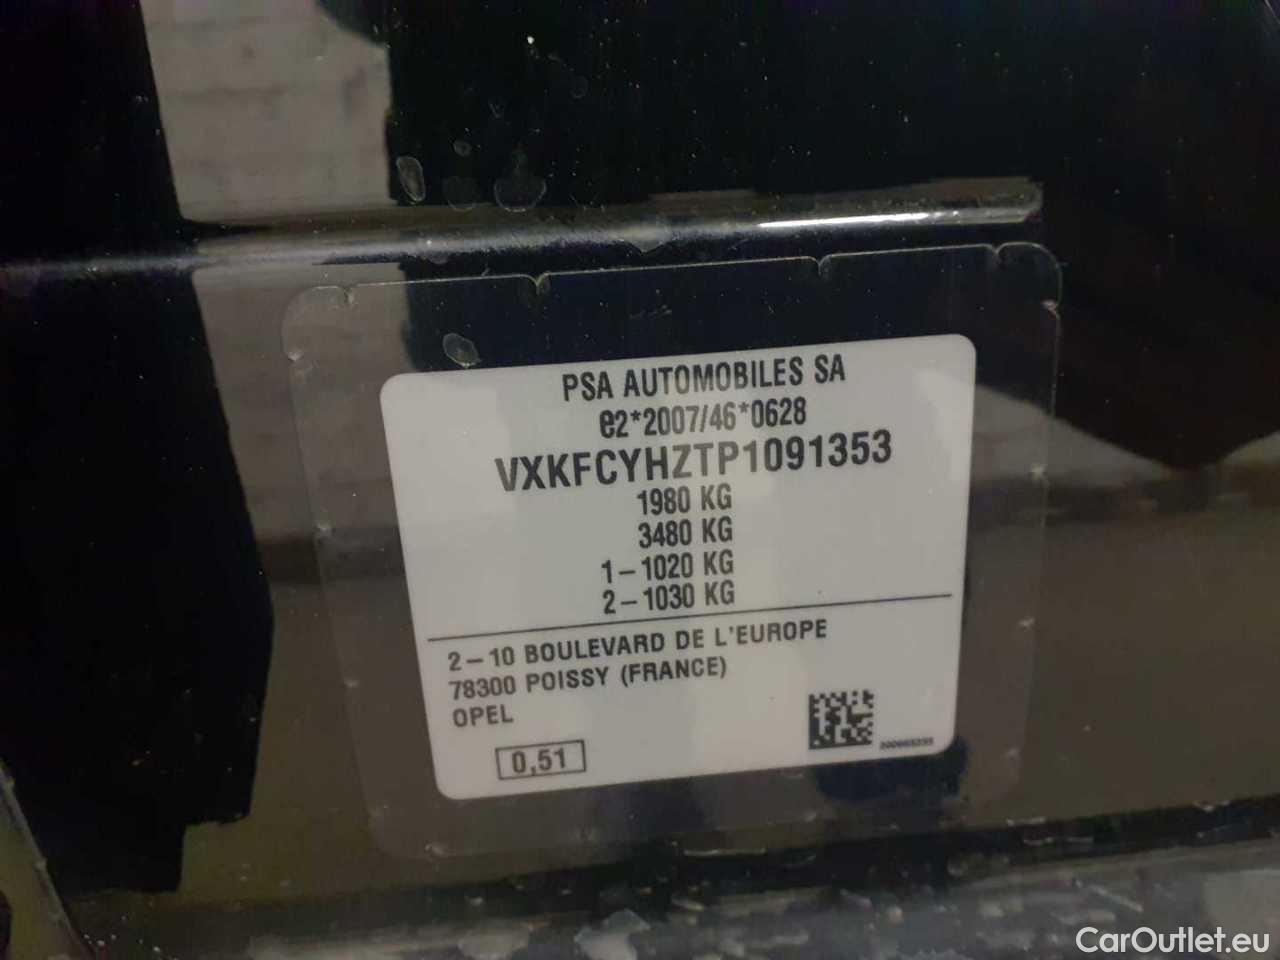 PSA AUTOMOBILES SA
e2*2007/46*0628
VXKFCYHZTP1091353
1980 KG
3480 KG
1-1020 KG
2-1030 KG
2-10 BOULEVARD DE L'EUROPE
78300 POISSY (FRANCE)
OPEL
0,51
CarOutlet.eu